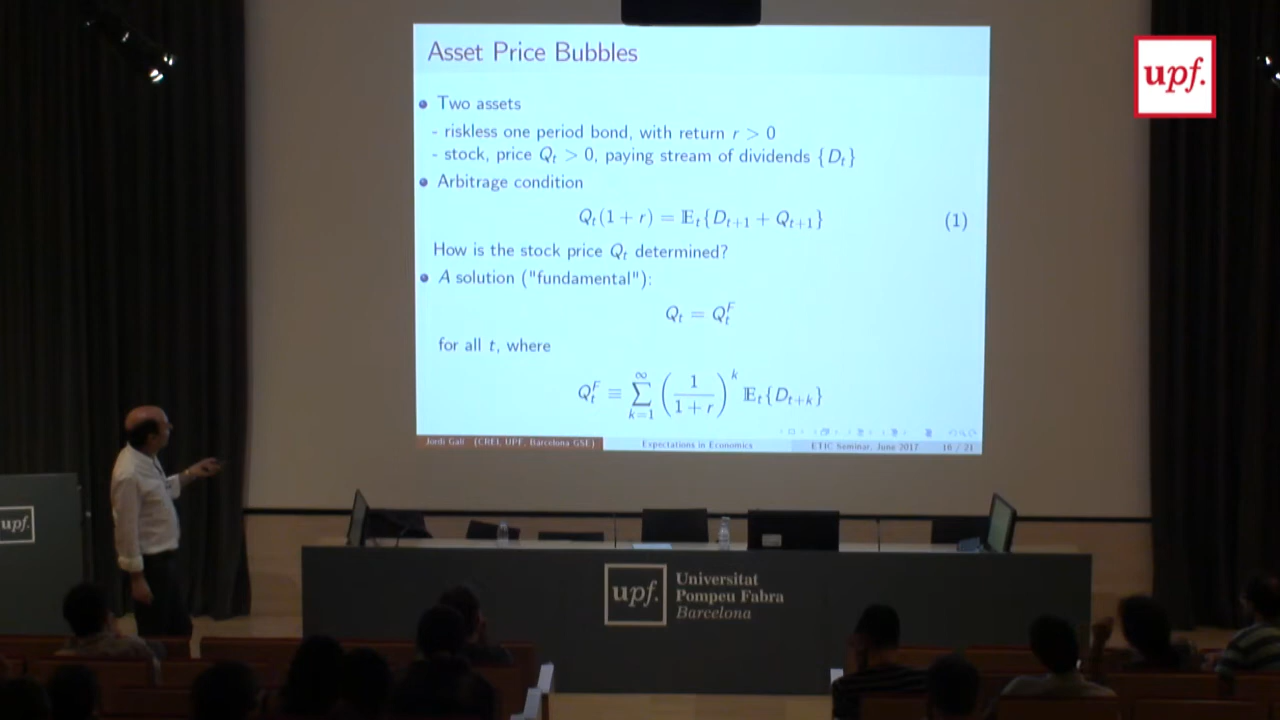 Asset Price Bubbles
Two assets
- riskless one period bond, with return r > 0
- stock, price Q_t > 0, paying stream of dividends {D_t}
Arbitrage condition
Q_t(1 + r) = 𝔼_t{D_{t+1} + Q_{t+1}} (1)
How is the stock price Q_t determined?
A solution ("fundamental"):
Q_t = Q_t^F
for all t, where
Q_t^F ≡ ∑_{k=1}^{∞} (1/(1 + r))^k 𝔼_t{D_{t+k}}
Jordi Galí (CREI, UPF, Barcelona GSE) Expectations in Economics ETIC Seminar, June 2017 16 / 21
upf.
upf.
upf.
Universitat
Pompeu Fabra
Barcelona